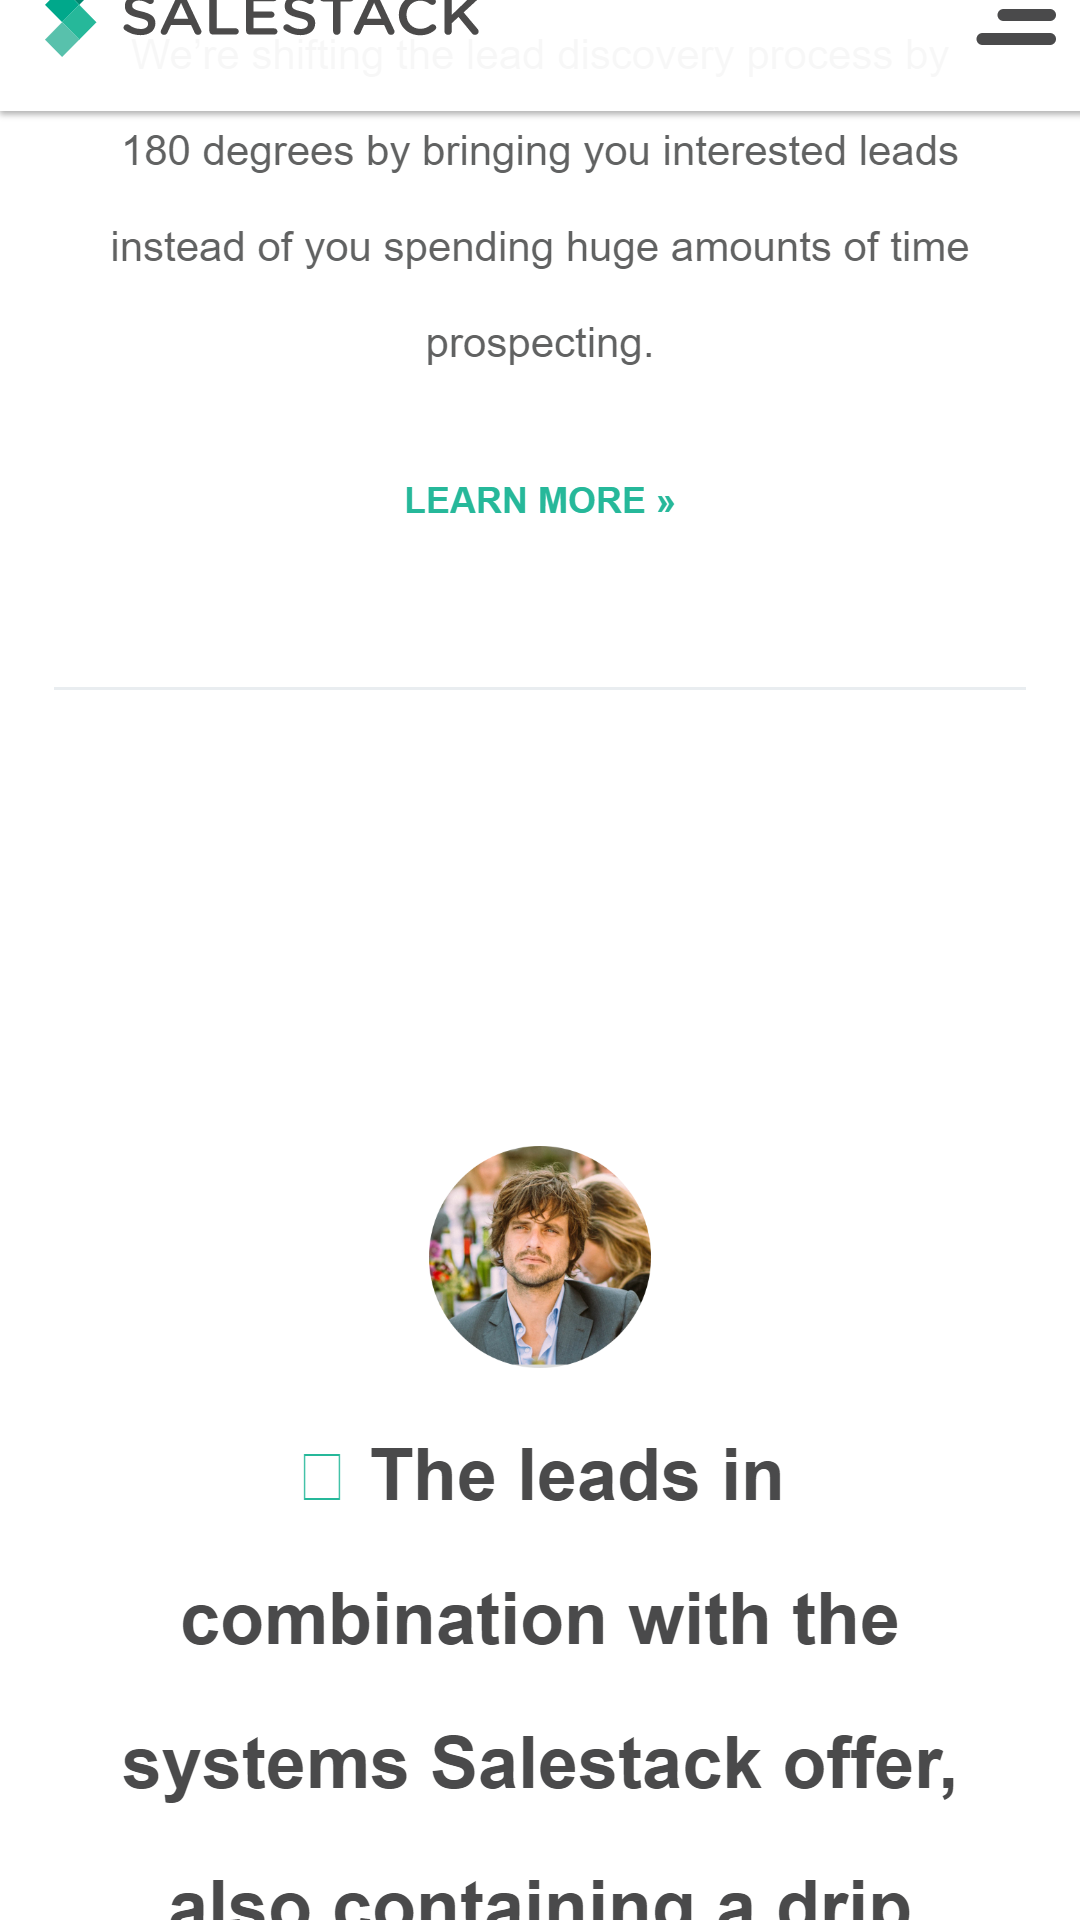 SALESTACK
We're shifting the lead discovery process by
180 degrees by bringing you interested leads
instead of you spending huge amounts of time
prospecting.
LEARN MORE »
The leads in
combination with the
systems Salestack offer,
also containing a drip